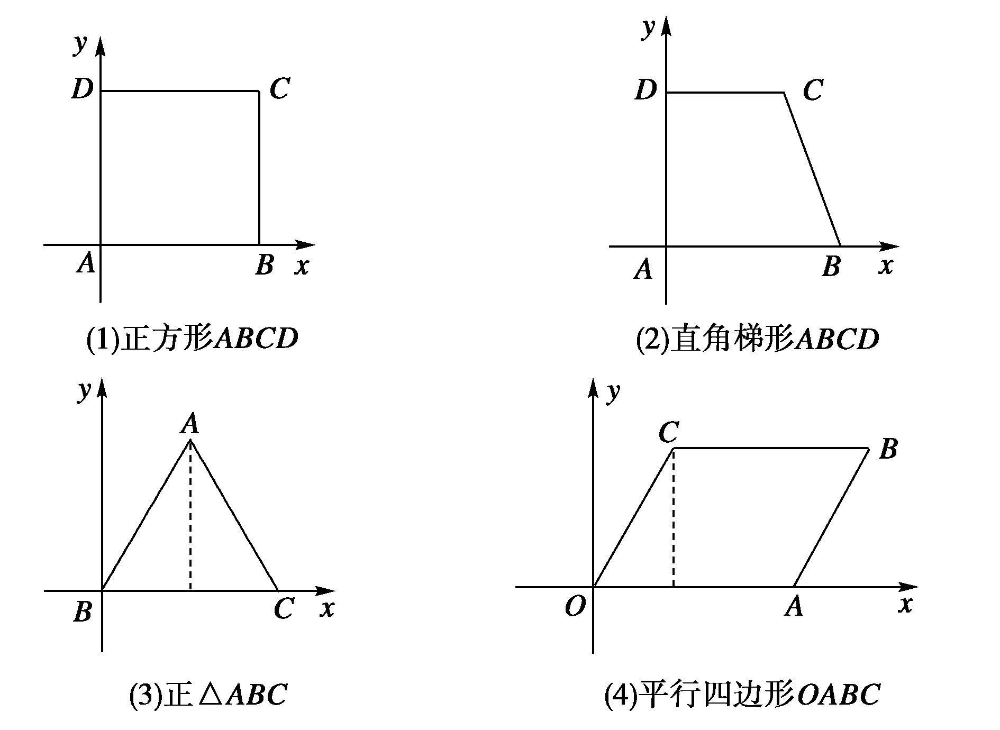 y
D C
A B x
(1)正方形ABCD
y
D C
A B x
(2)直角梯形ABCD
y
A
B C x
(3)正△ABC
y
C B
O A x
(4)平行四边形OABC